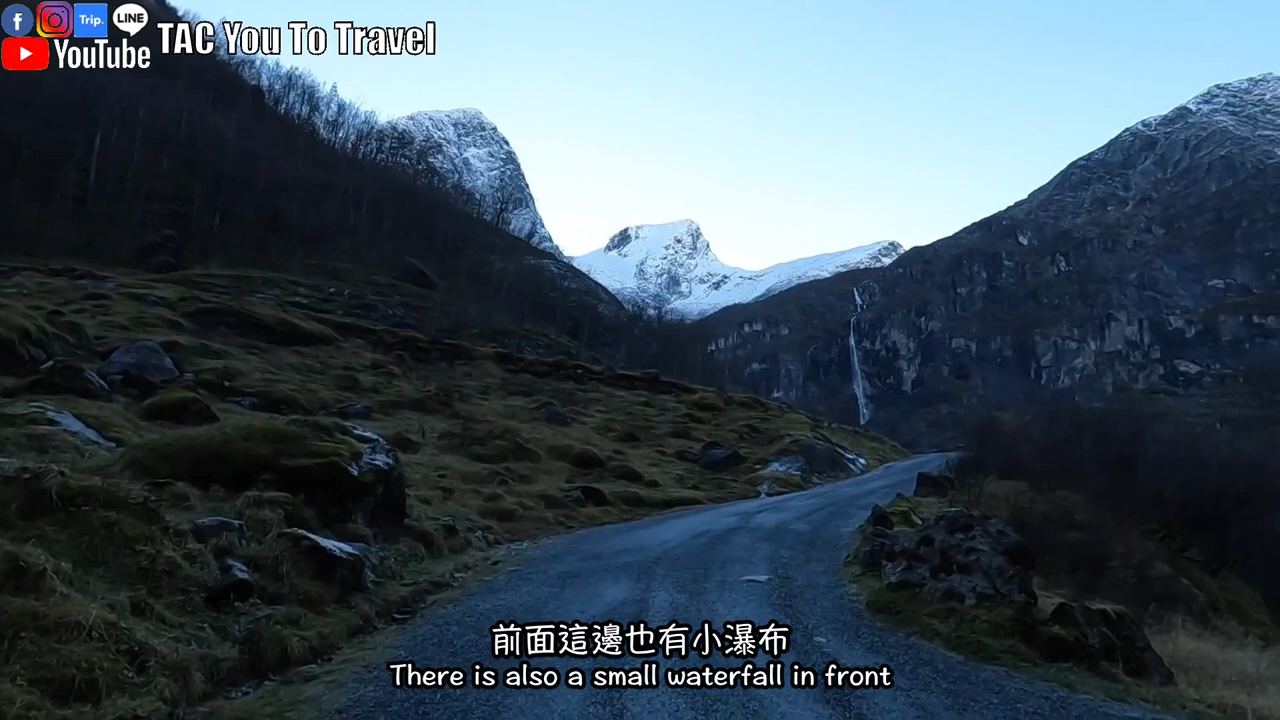 f Trip. LINE
YouTube TAC You To Travel
前面這邊也有小瀑布
There is also a small waterfall in front